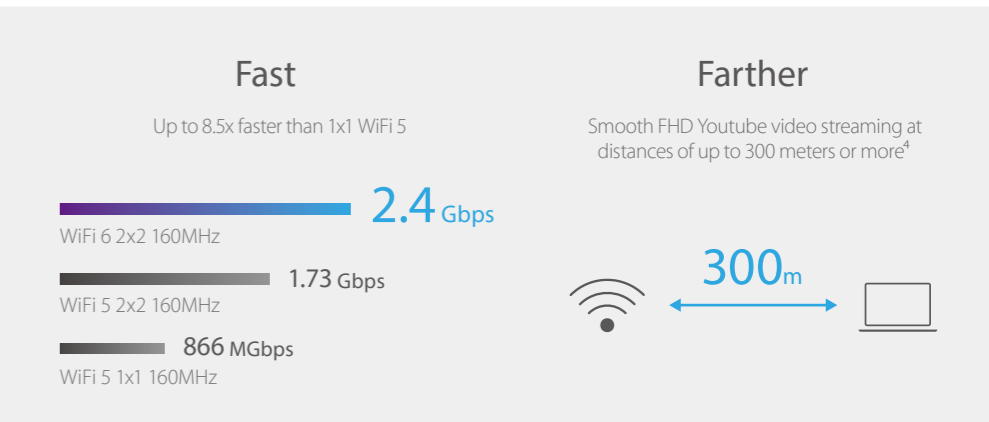 Fast
Up to 8.5x faster than 1x1 WiFi 5
2.4 Gbps
WiFi 6 2x2 160MHz
1.73 Gbps
WiFi 5 2x2 160MHz
866 MGbps
WiFi 5 1x1 160MHz
Farther
Smooth FHD Youtube video streaming at
distances of up to 300 meters or more⁴
300m